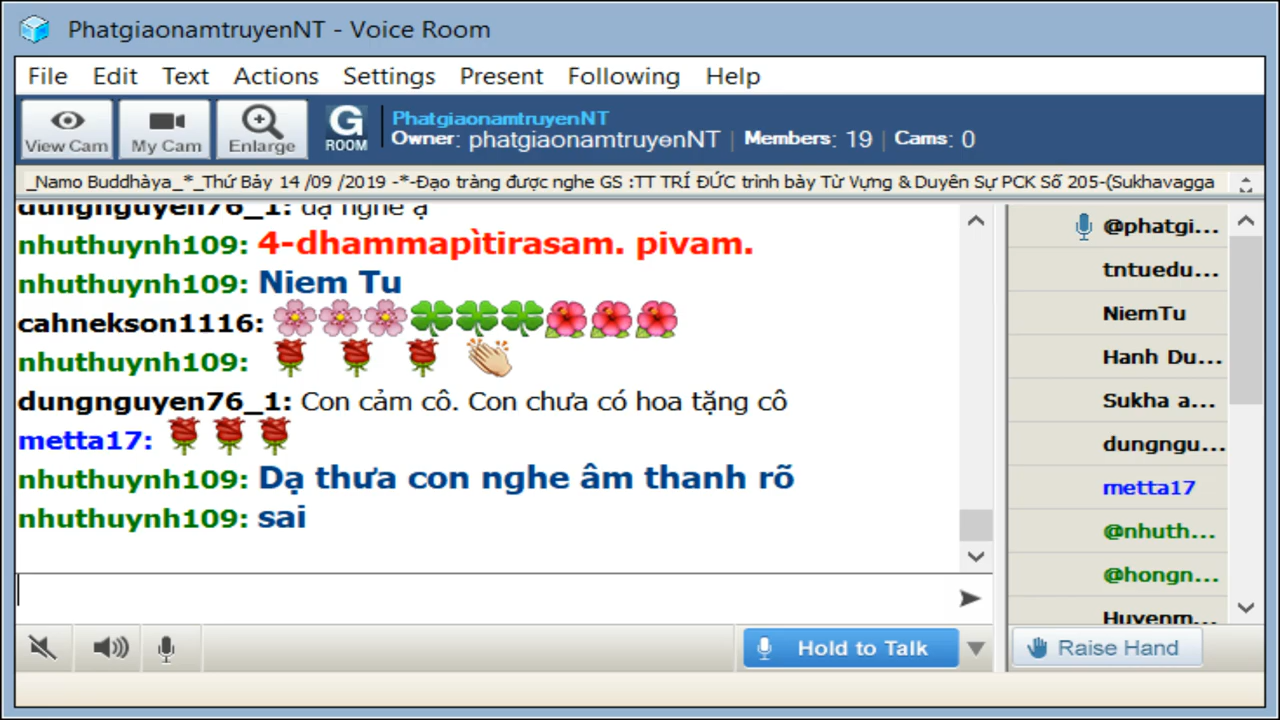 PhatgiaonamtruyenNT - Voice Room
File Edit Text Actions Settings Present Following Help
View Cam My Cam Enlarge G ROOM
PhatgiaonamtruyenNT
Owner: phatgiaonamtruyenNT | Members: 19 | Cams: 0
_Namo Buddhàya_*_Thứ Bảy 14 /09 /2019 -*-Đạo tràng được nghe GS :TT TRÍ ĐỨC trình bày Từ Vựng & Duyên Sự PCK Số 205-(Sukhavagga
dungnguyen76_1: dạ nghe ạ
nhuthuynh109: 4-dhammapìtirasam. pivam.
nhuthuynh109: Niem Tu
cahnekson1116:
nhuthuynh109:
dungnguyen76_1: Con cảm cô. Con chưa có hoa tặng cô
metta17:
nhuthuynh109: Dạ thưa con nghe âm thanh rõ
nhuthuynh109: sai
@phatgi...
tntuedu...
NiemTu
Hanh Du...
Sukha a...
dungngu...
metta17
@nhuth...
@hongn...
Huyenm...
Hold to Talk
Raise Hand